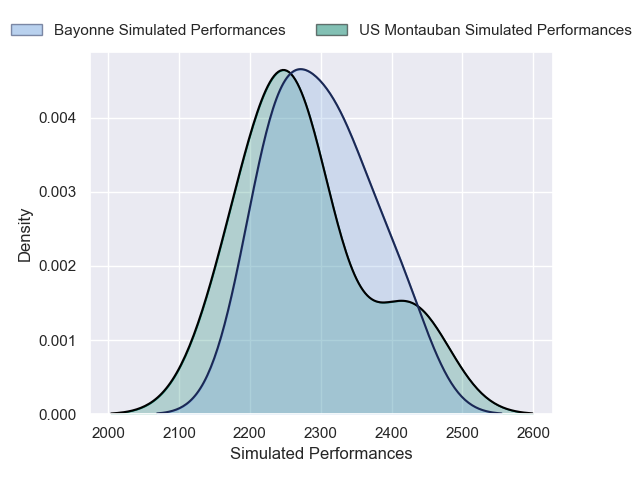 Bayonne Simulated Performances US Montauban Simulated Performances
0.004
0.003
0.002
0.001
0.000
Density
2000 2100 2200 2300 2400 2500 2600
Simulated Performances